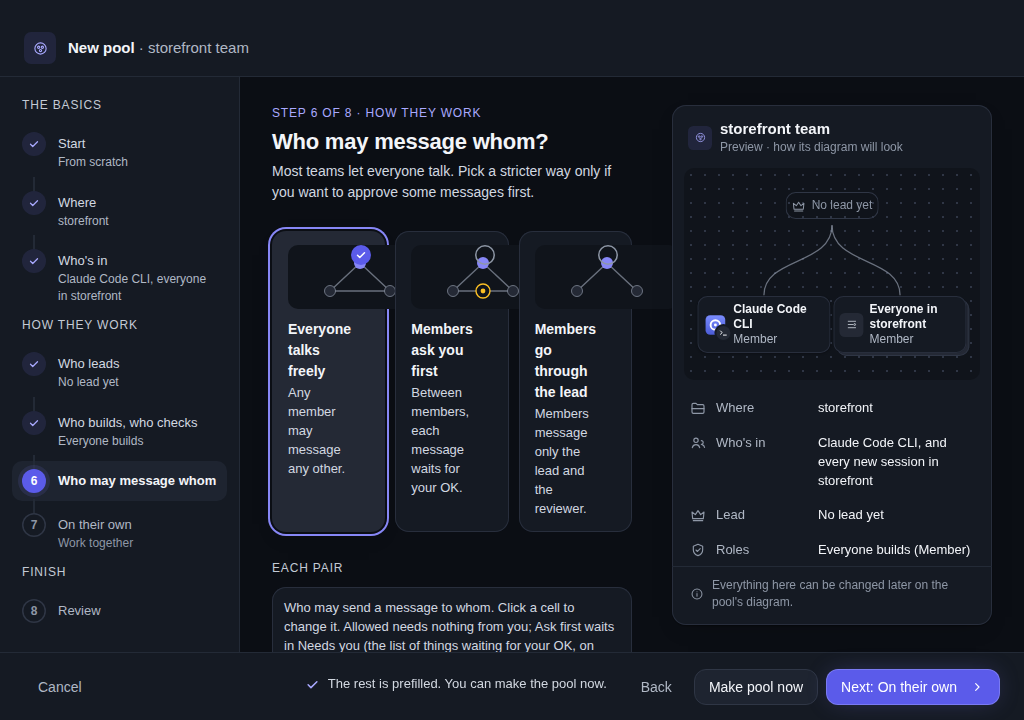 New pool · storefront team
THE BASICS
Start
From scratch
Where
storefront
Who's in
Claude Code CLI, everyone
in storefront
HOW THEY WORK
Who leads
No lead yet
Who builds, who checks
Everyone builds
6
Who may message whom
7
On their own
Work together
FINISH
8
Review
STEP 6 OF 8 · HOW THEY WORK
Who may message whom?
Most teams let everyone talk. Pick a stricter way only if
you want to approve some messages first.
Everyone
talks
freely
Any
member
may
message
any other.
Members
ask you
first
Between
members,
each
message
waits for
your OK.
Members
go
through
the lead
Members
message
only the
lead and
the
reviewer.
EACH PAIR
Who may send a message to whom. Click a cell to
change it. Allowed needs nothing from you; Ask first waits
in Needs you (the list of things waiting for your OK, on
storefront team
Preview · how its diagram will look
No lead yet
Claude Code
CLI
Member
Everyone in
storefront
Member
Where
storefront
Who's in
Claude Code CLI, and
every new session in
storefront
Lead
No lead yet
Roles
Everyone builds (Member)
Everything here can be changed later on the
pool's diagram.
Cancel
The rest is prefilled. You can make the pool now.
Back
Make pool now
Next: On their own